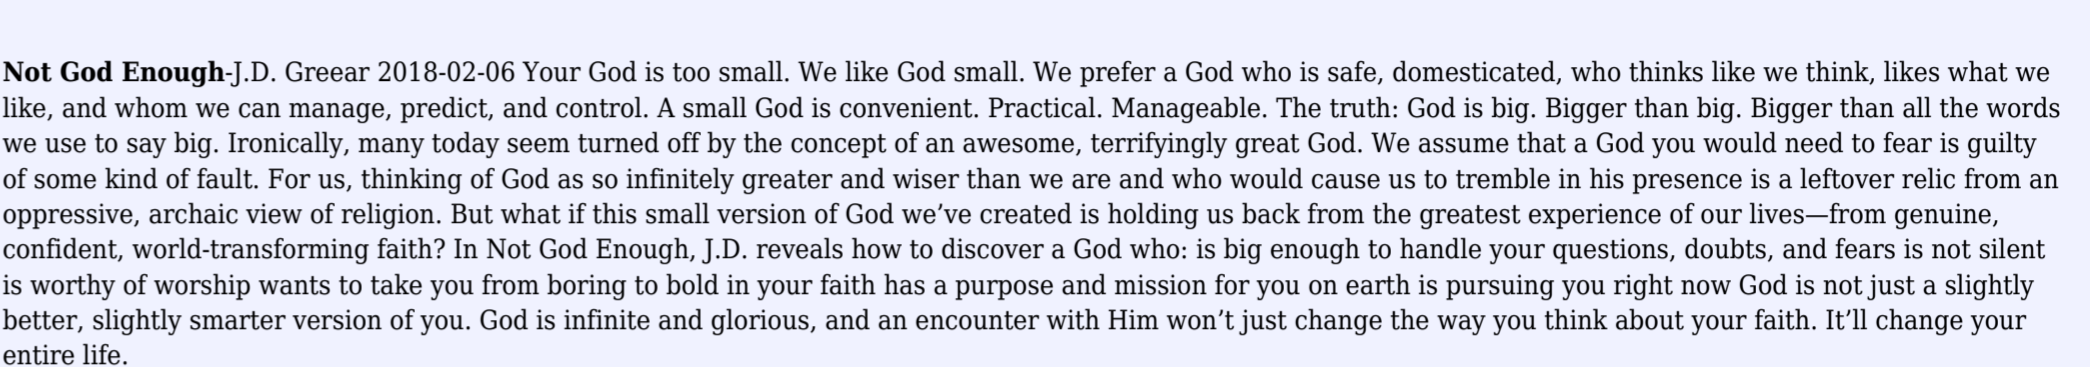 Not God Enough-J.D. Greear 2018-02-06 Your God is too small. We like God small. We prefer a God who is safe, domesticated, who thinks like we think, likes what we
like, and whom we can manage, predict, and control. A small God is convenient. Practical. Manageable. The truth: God is big. Bigger than big. Bigger than all the words
we use to say big. Ironically, many today seem turned off by the concept of an awesome, terrifyingly great God. We assume that a God you would need to fear is guilty
of some kind of fault. For us, thinking of God as so infinitely greater and wiser than we are and who would cause us to tremble in his presence is a leftover relic from an
oppressive, archaic view of religion. But what if this small version of God we’ve created is holding us back from the greatest experience of our lives—from genuine,
confident, world-transforming faith? In Not God Enough, J.D. reveals how to discover a God who: is big enough to handle your questions, doubts, and fears is not silent
is worthy of worship wants to take you from boring to bold in your faith has a purpose and mission for you on earth is pursuing you right now God is not just a slightly
better, slightly smarter version of you. God is infinite and glorious, and an encounter with Him won’t just change the way you think about your faith. It’ll change your
entire life.